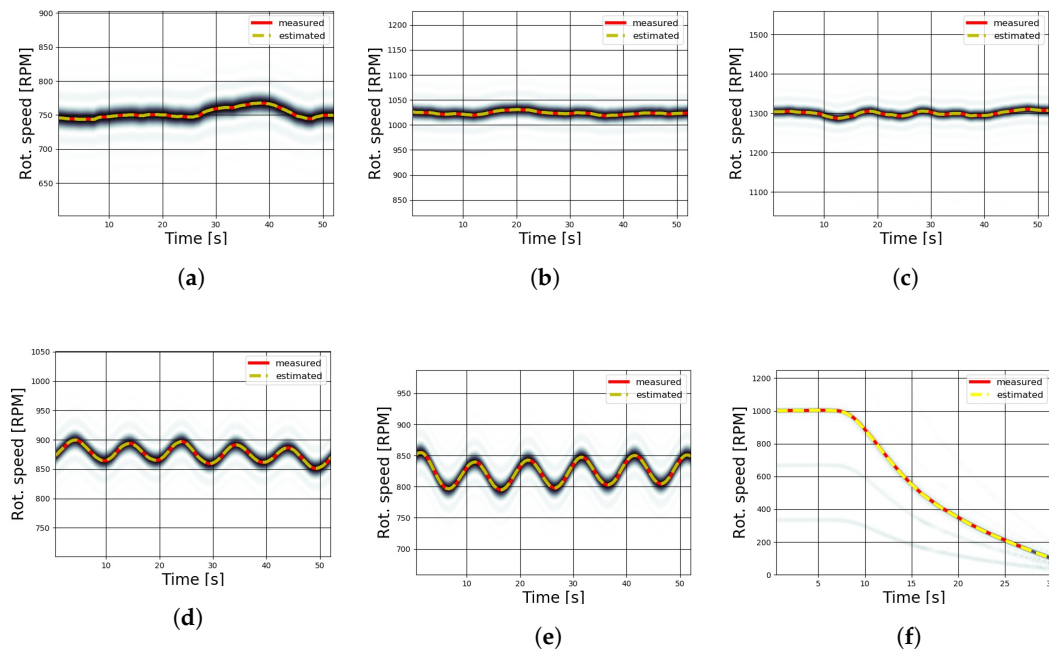 900
850
800
750
700
650
Rot. speed [RPM]
measured
estimated
10 20 30 40 50
Time [s]
(a)
1200
1150
1100
1050
1000
950
900
850
Rot. speed [RPM]
measured
estimated
10 20 30 40 50
Time [s]
(b)
1500
1400
1300
1200
1100
Rot. speed [RPM]
measured
estimated
10 20 30 40 50
Time [s]
(c)
1050
1000
950
900
850
800
750
Rot. speed [RPM]
measured
estimated
10 20 30 40 50
Time [s]
(d)
950
900
850
800
750
700
Rot. speed [RPM]
measured
estimated
10 20 30 40 50
Time [s]
(e)
1200
1000
800
600
400
200
0
Rot. speed [RPM]
measured
estimated
5 10 15 20 25
Time [s]
(f)